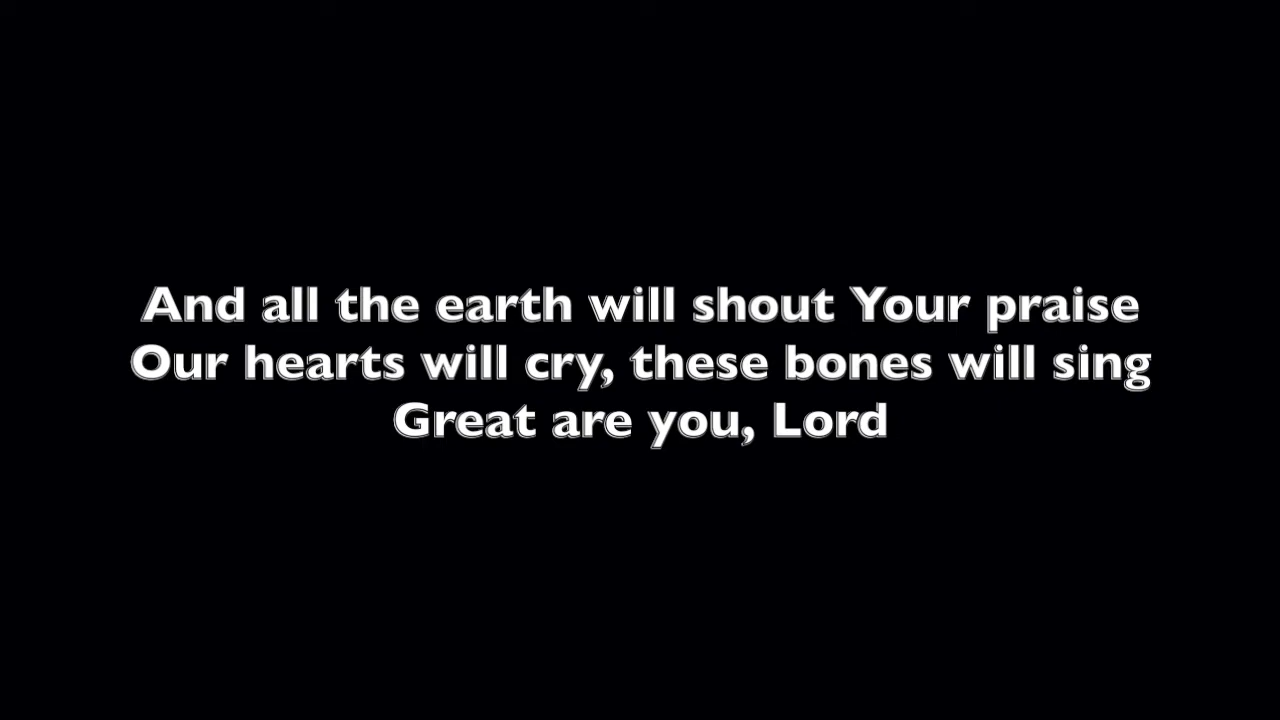 And all the earth will shout Your praise
Our hearts will cry, these bones will sing
Great are you, Lord